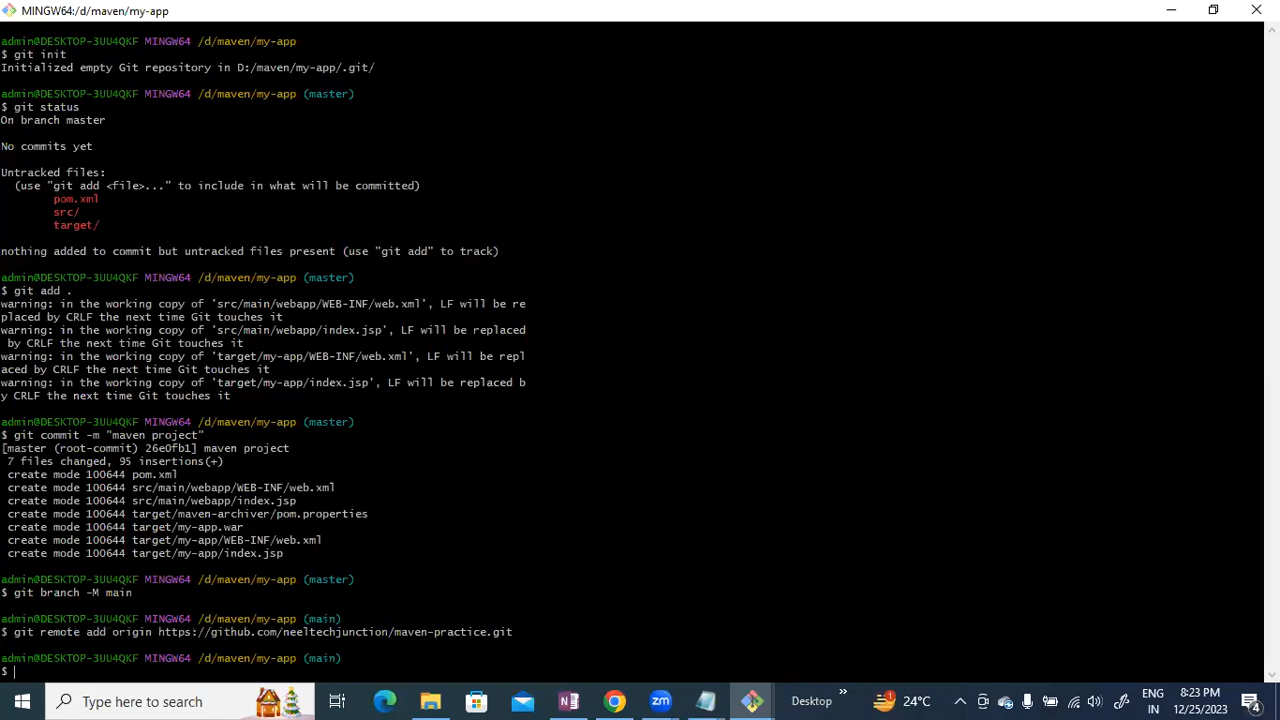 MINGW64:/d/maven/my-app
admin@DESKTOP-3UU4QKF MINGW64 /d/maven/my-app
$ git init
Initialized empty Git repository in D:/maven/my-app/.git/
admin@DESKTOP-3UU4QKF MINGW64 /d/maven/my-app (master)
$ git status
On branch master
No commits yet
Untracked files:
(use "git add <file>..." to include in what will be committed)
pom.xml
src/
target/
nothing added to commit but untracked files present (use "git add" to track)
admin@DESKTOP-3UU4QKF MINGW64 /d/maven/my-app (master)
$ git add .
warning: in the working copy of 'src/main/webapp/WEB-INF/web.xml', LF will be re
placed by CRLF the next time Git touches it
warning: in the working copy of 'src/main/webapp/index.jsp', LF will be replaced
by CRLF the next time Git touches it
warning: in the working copy of 'target/my-app/WEB-INF/web.xml', LF will be repl
aced by CRLF the next time Git touches it
warning: in the working copy of 'target/my-app/index.jsp', LF will be replaced b
y CRLF the next time Git touches it
admin@DESKTOP-3UU4QKF MINGW64 /d/maven/my-app (master)
$ git commit -m "maven project"
[master (root-commit) 26e0fb1] maven project
7 files changed, 95 insertions(+)
create mode 100644 pom.xml
create mode 100644 src/main/webapp/WEB-INF/web.xml
create mode 100644 src/main/webapp/index.jsp
create mode 100644 target/maven-archiver/pom.properties
create mode 100644 target/my-app.war
create mode 100644 target/my-app/WEB-INF/web.xml
create mode 100644 target/my-app/index.jsp
admin@DESKTOP-3UU4QKF MINGW64 /d/maven/my-app (master)
$ git branch -M main
admin@DESKTOP-3UU4QKF MINGW64 /d/maven/my-app (main)
$ git remote add origin https://github.com/neeltechjunction/maven-practice.git
admin@DESKTOP-3UU4QKF MINGW64 /d/maven/my-app (main)
$
Type here to search
zm
Desktop
24°C
ENG
IN
8:23 PM
12/25/2023
4